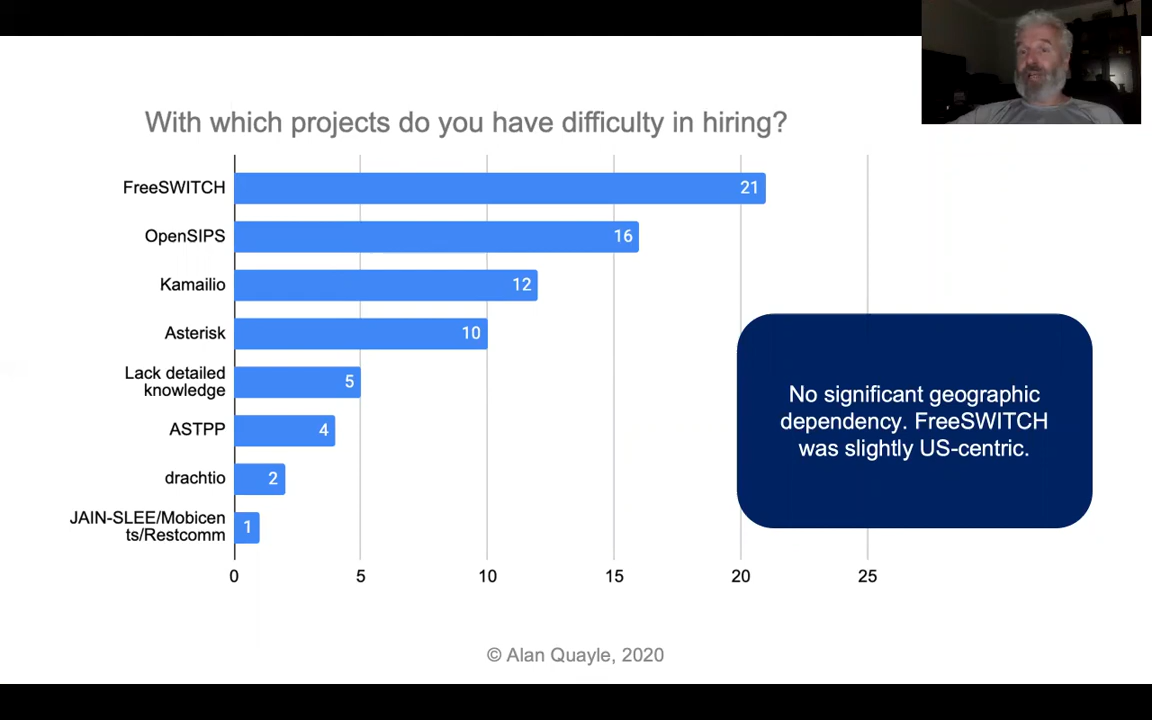 With which projects do you have difficulty in hiring?
FreeSWITCH
21
OpenSIPS
16
Kamailio
12
Asterisk
10
Lack detailed
knowledge
5
ASTPP
4
drachtio
2
JAIN-SLEE/Mobicen
ts/Restcomm
1
0 5 10 15 20 25
No significant geographic
dependency. FreeSWITCH
was slightly US-centric.
© Alan Quayle, 2020